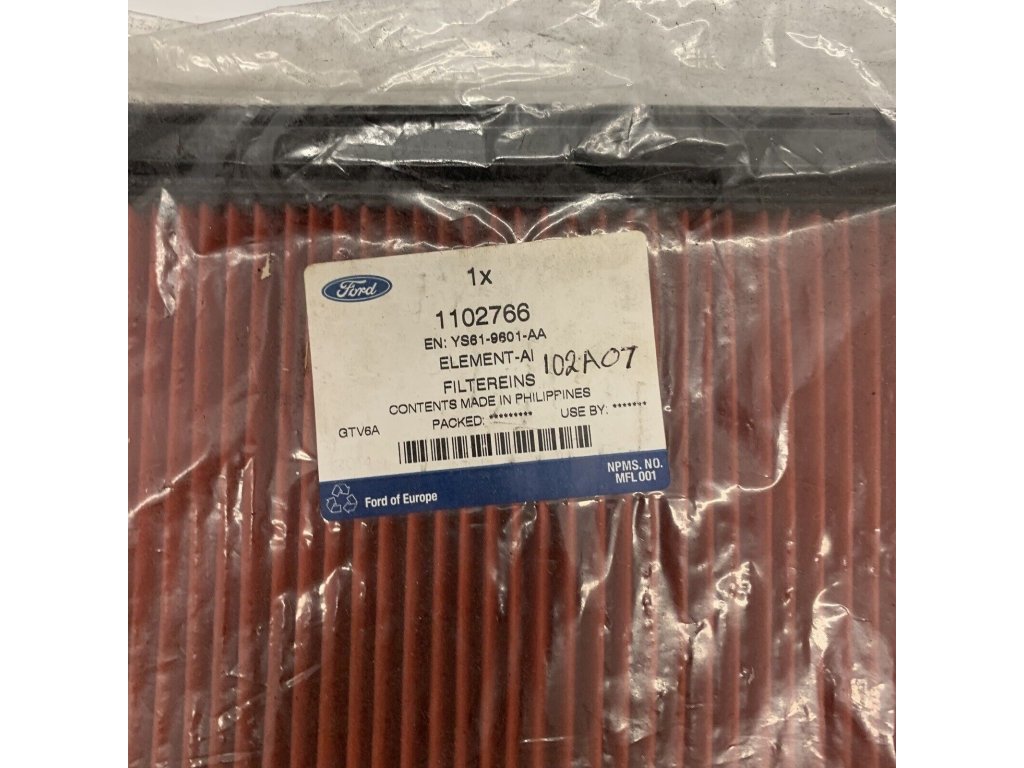 Ford
1x
1102766
EN: YS61-9601-AA
ELEMENT-AI
102A07
FILTEREINS
CONTENTS MADE IN PHILIPPINES
PACKED: ********* USE BY: *******
GTV6A
NPMS. NO.
MFL 001
Ford of Europe